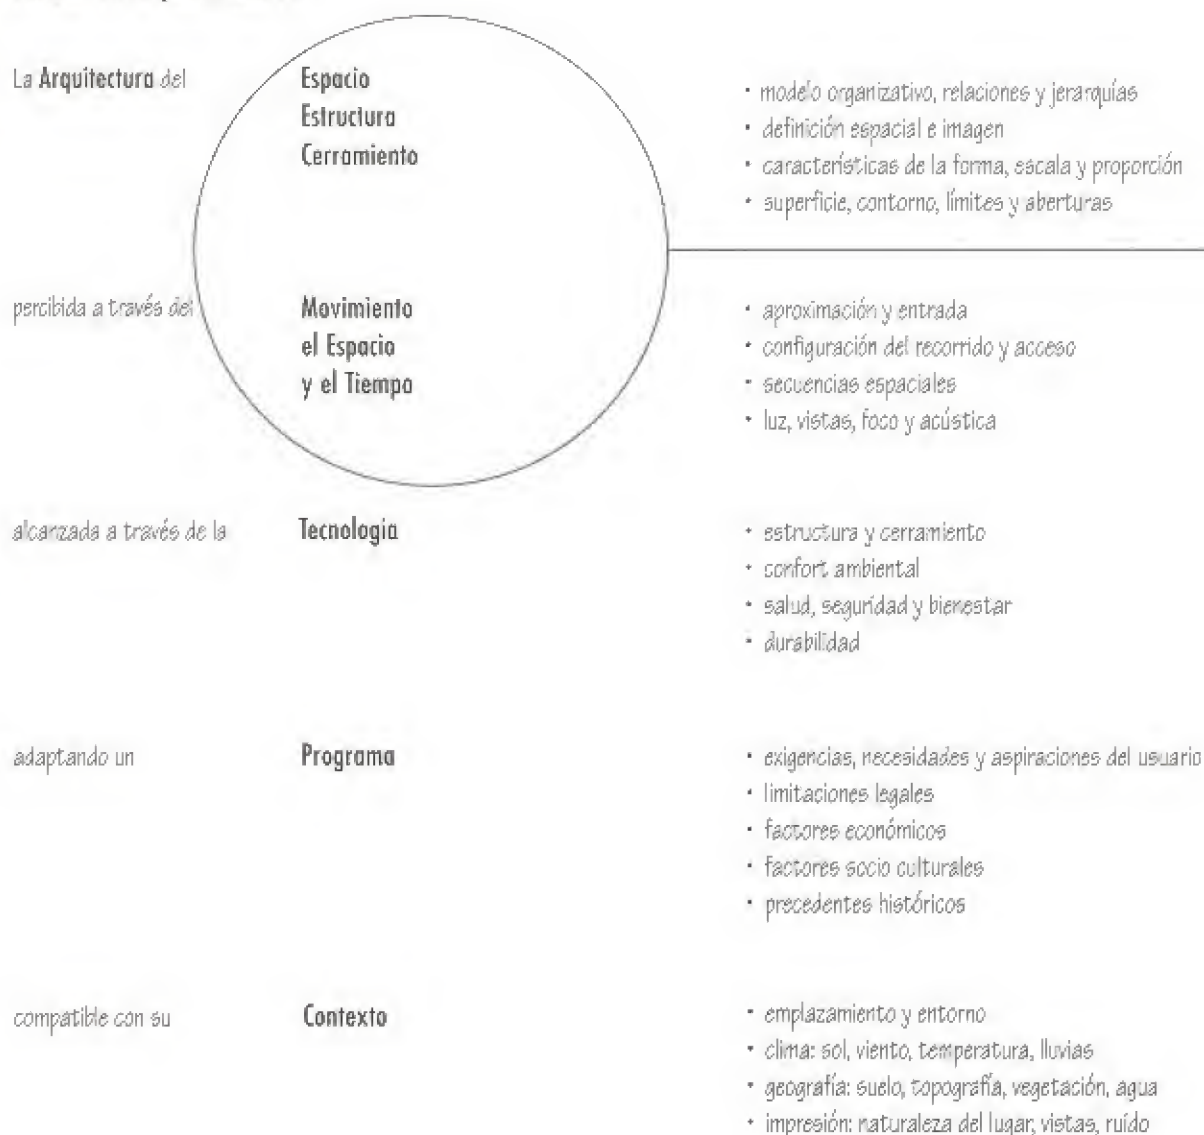 La Arquitectura del
Espacio
Estructura
Cerramiento
• modelo organizativo, relaciones y jerarquías
• definición espacial e imagen
• características de la forma, escala y proporción
• superficie, contorno, límites y aberturas
percibida a través del
Movimiento
el Espacio
y el Tiempo
• aproximación y entrada
• configuración del recorrido y acceso
• secuencias espaciales
• luz, vistas, foco y acústica
alcanzada a través de la
Tecnologia
• estructura y cerramiento
• confort ambiental
• salud, seguridad y bienestar
• durabilidad
adaptando un
Programa
• exigencias, necesidades y aspiraciones del usuario
• limitaciones legales
• factores económicos
• factores socio culturales
• precedentes históricos
compatible con su
Contexto
• emplazamiento y entorno
• clima: sol, viento, temperatura, lluvias
• geografía: suelo, topografía, vegetación, agua
• impresión: naturaleza del lugar, vistas, ruído